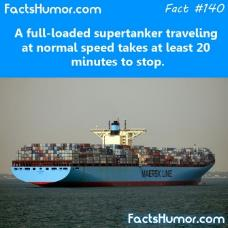 FactsHumor.com Fact #140
A full-loaded supertanker traveling
at normal speed takes at least 20
minutes to stop.
MAERSK LINE
FactsHumor.com